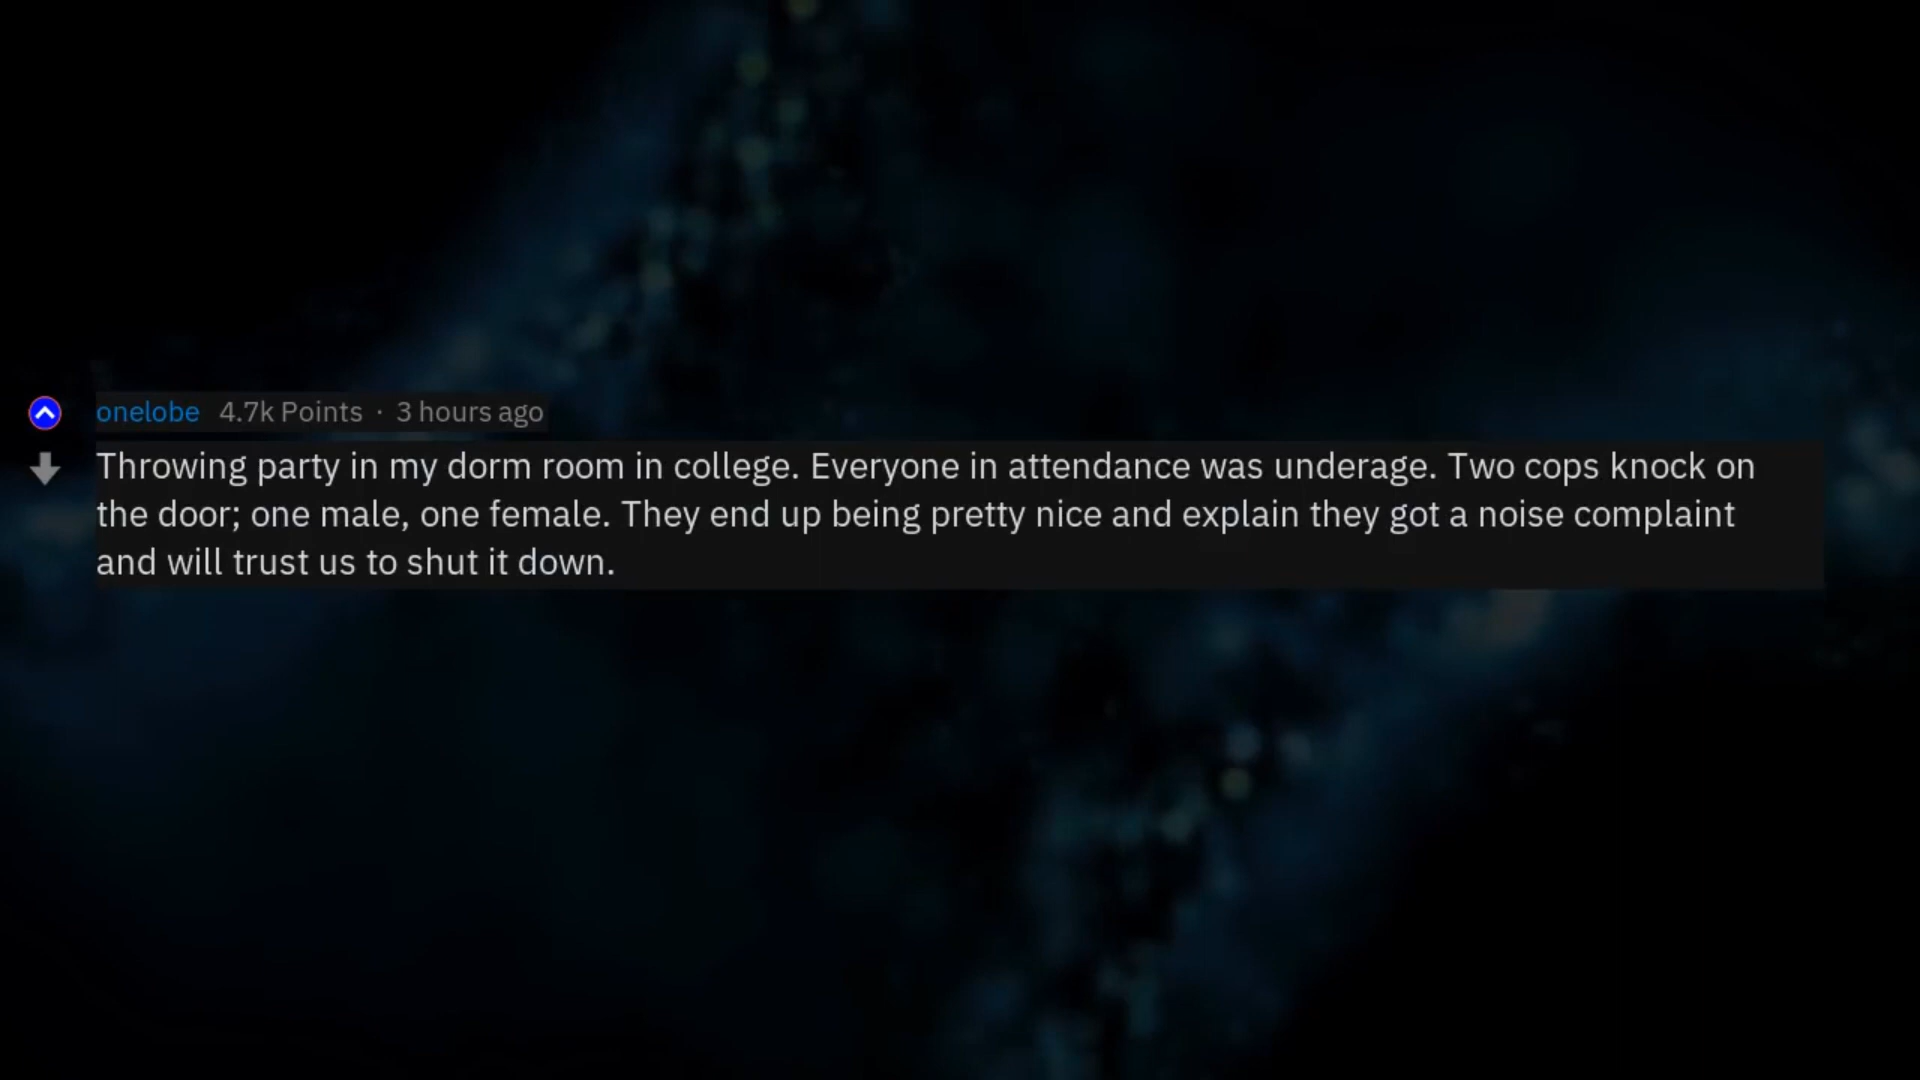 onelobe 4.7k Points · 3 hours ago
Throwing party in my dorm room in college. Everyone in attendance was underage. Two cops knock on
the door; one male, one female. They end up being pretty nice and explain they got a noise complaint
and will trust us to shut it down.